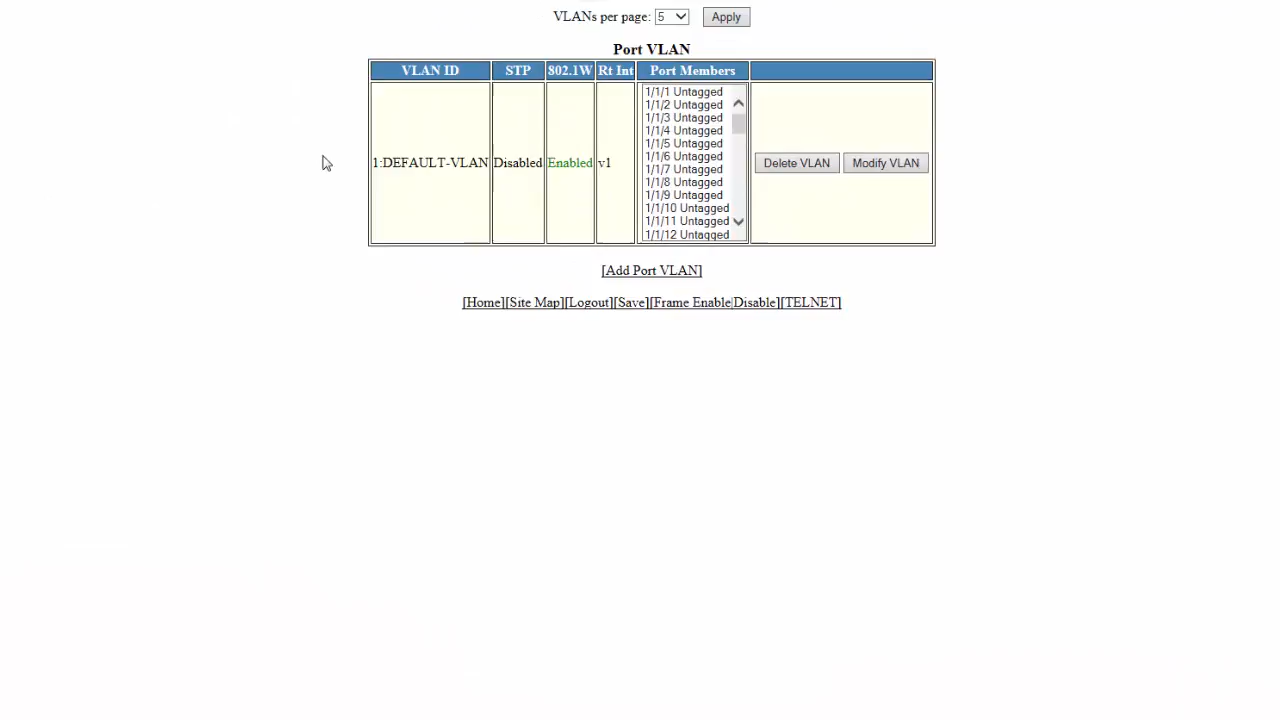 VLANs per page: 5 Apply
Port VLAN
VLAN ID STP 802.1W Rt Int Port Members
1:DEFAULT-VLAN Disabled Enabled v1
1/1/1 Untagged
1/1/2 Untagged
1/1/3 Untagged
1/1/4 Untagged
1/1/5 Untagged
1/1/6 Untagged
1/1/7 Untagged
1/1/8 Untagged
1/1/9 Untagged
1/1/10 Untagged
1/1/11 Untagged
1/1/12 Untagged
Delete VLAN Modify VLAN
[Add Port VLAN]
[Home][Site Map][Logout][Save][Frame Enable|Disable][TELNET]